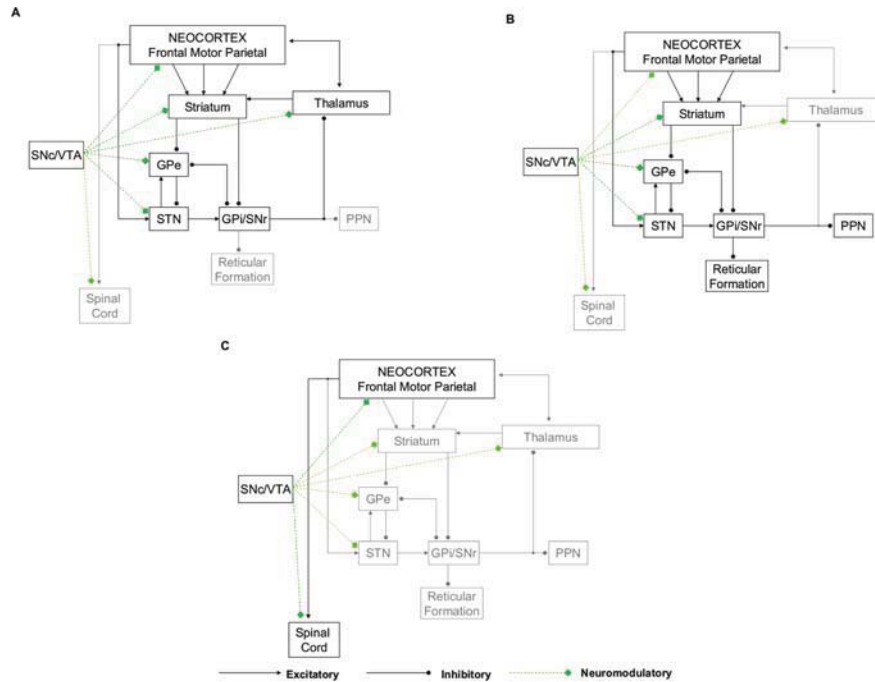 A
NEOCORTEX
Frontal Motor Parietal
Striatum
Thalamus
SNc/VTA
GPe
STN
GPi/SNr
PPN
Reticular
Formation
Spinal
Cord
B
NEOCORTEX
Frontal Motor Parietal
Striatum
Thalamus
SNc/VTA
GPe
STN
GPi/SNr
PPN
Reticular
Formation
Spinal
Cord
C
NEOCORTEX
Frontal Motor Parietal
Striatum
Thalamus
SNc/VTA
GPe
STN
GPi/SNr
PPN
Reticular
Formation
Spinal
Cord
Excitatory
Inhibitory
Neuromodulatory